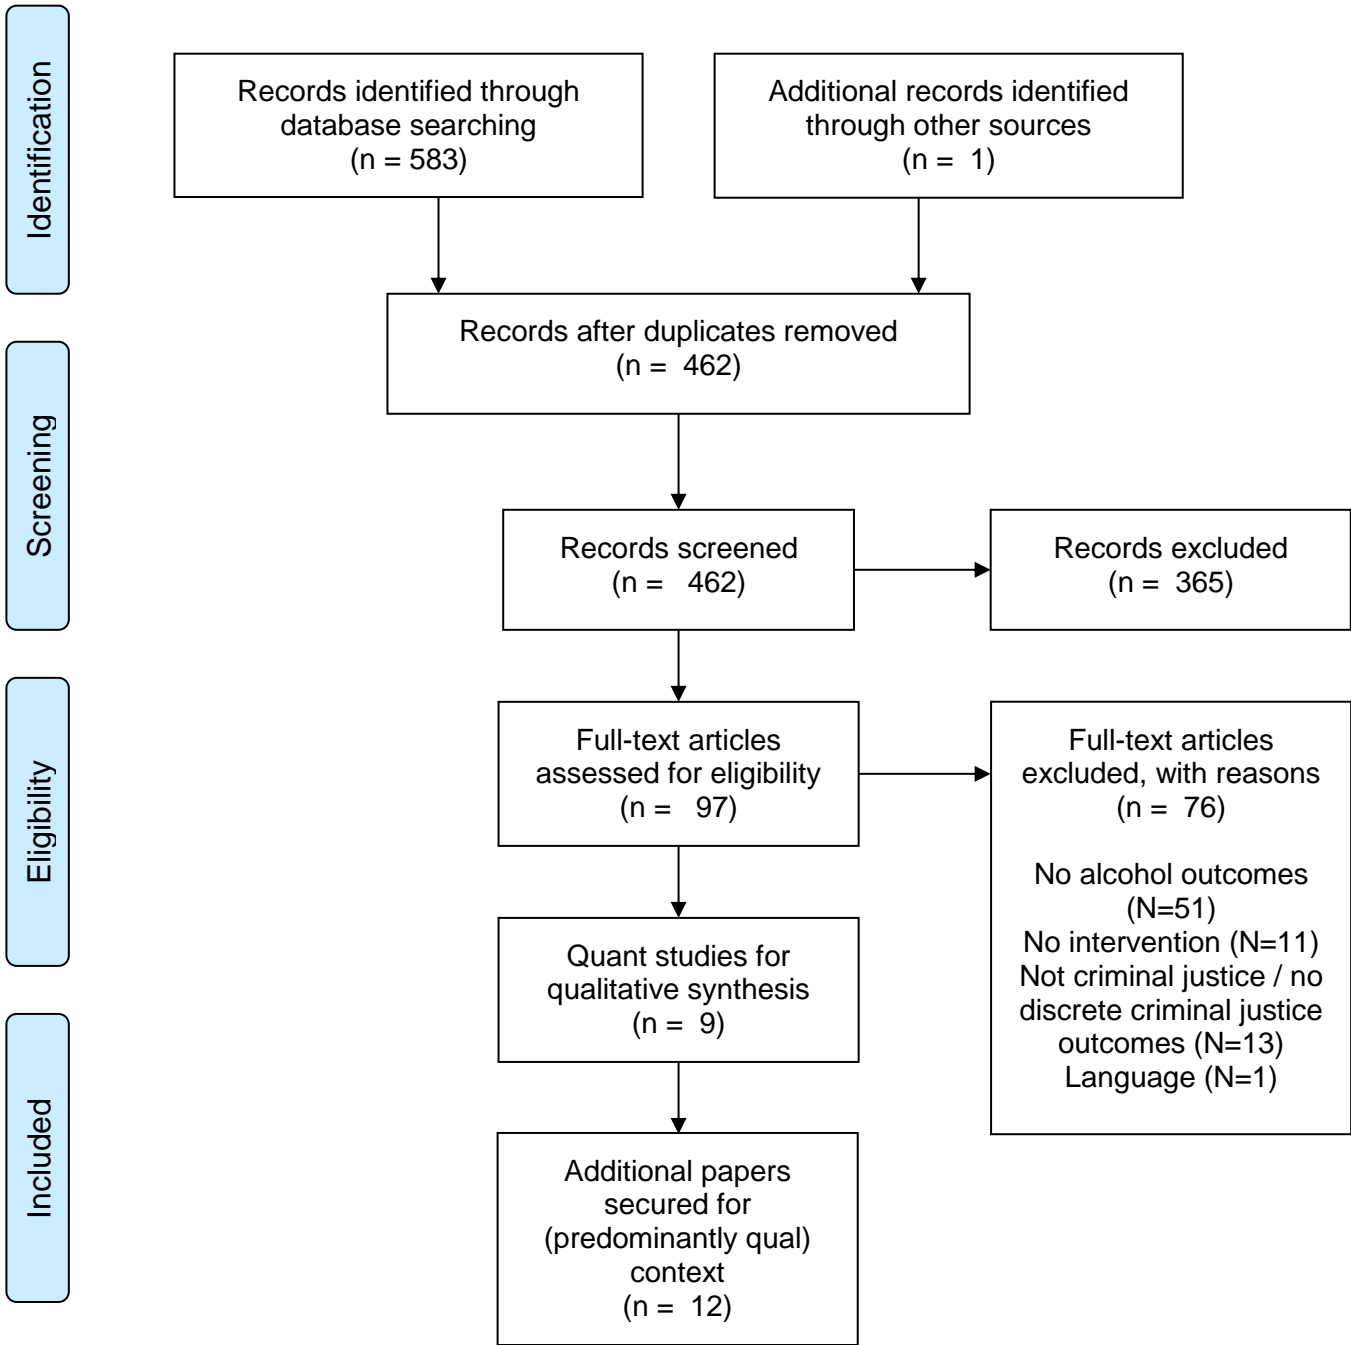 Identification
Records identified through
database searching
(n = 583)
Additional records identified
through other sources
(n = 1)
Records after duplicates removed
(n = 462)
Screening
Records screened
(n = 462)
Records excluded
(n = 365)
Eligibility
Full-text articles
assessed for eligibility
(n = 97)
Full-text articles
excluded, with reasons
(n = 76)
No alcohol outcomes
(N=51)
No intervention (N=11)
Not criminal justice / no
discrete criminal justice
outcomes (N=13)
Language (N=1)
Quant studies for
qualitative synthesis
(n = 9)
Included
Additional papers
secured for
(predominantly qual)
context
(n = 12)